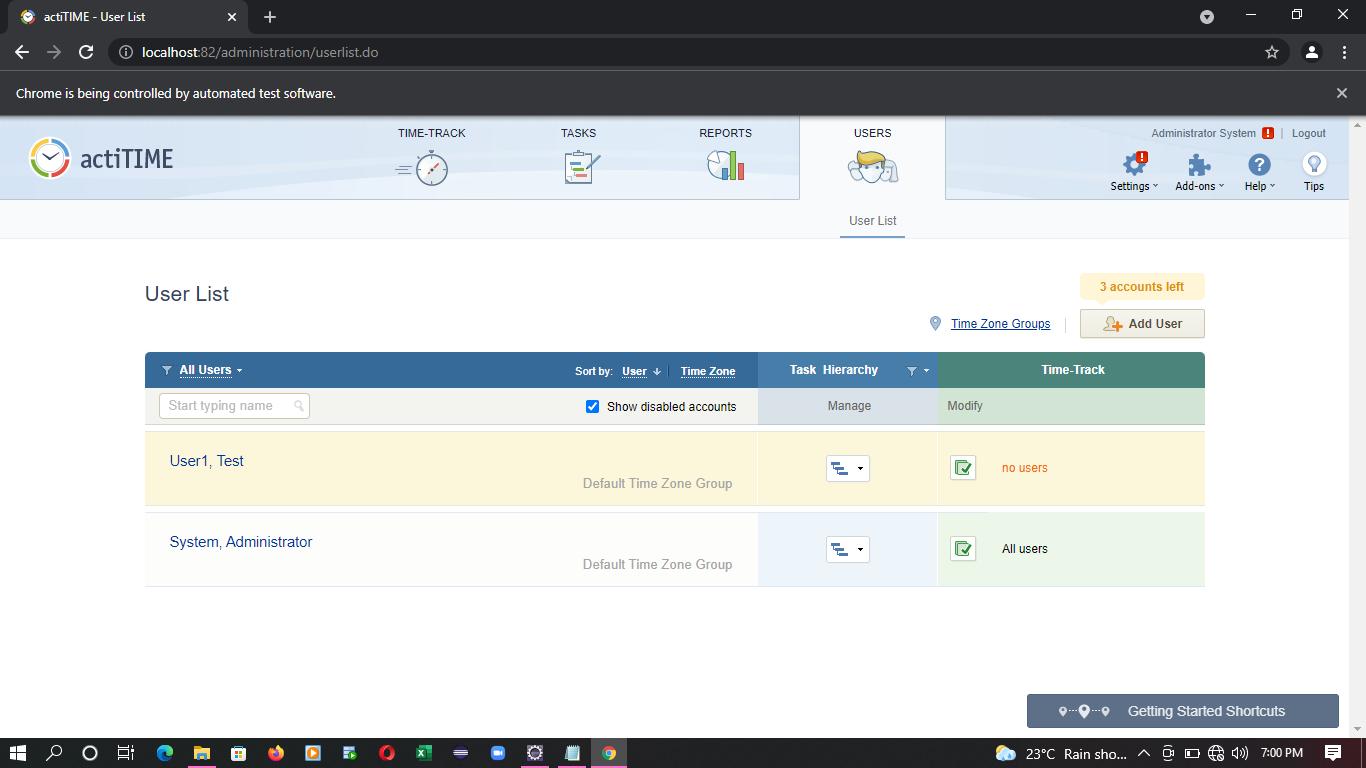 actiTIME - User List
localhost:82/administration/userlist.do
Chrome is being controlled by automated test software.
actiTIME
TIME-TRACK
TASKS
REPORTS
USERS
Administrator System ! | Logout
Settings
Add-ons
Help
Tips
User List
User List
3 accounts left
Time Zone Groups
Add User
All Users
Sort by: User Time Zone
Task Hierarchy
Time-Track
Start typing name
Show disabled accounts
Manage
Modify
User1, Test
Default Time Zone Group
no users
System, Administrator
Default Time Zone Group
All users
Getting Started Shortcuts
23°C Rain sho...
7:00 PM